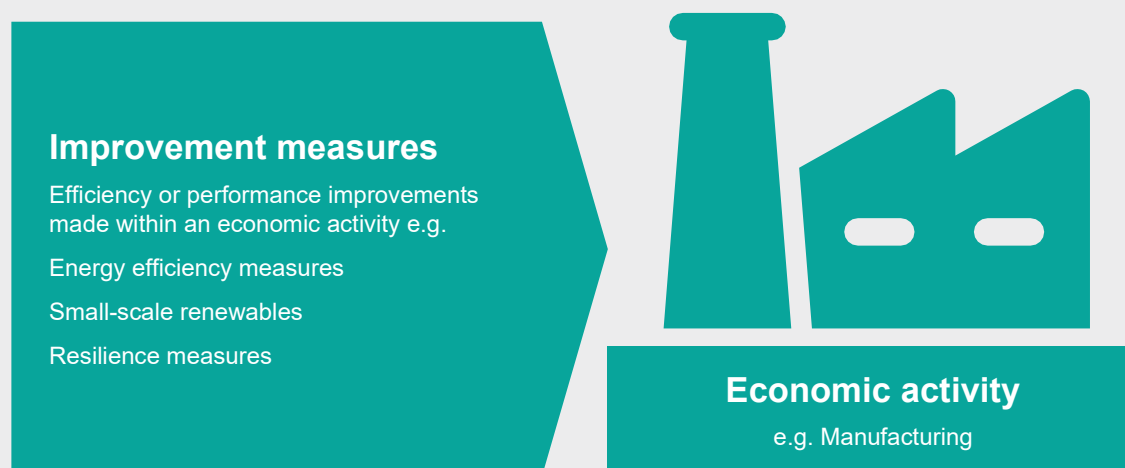 Improvement measures
Efficiency or performance improvements
made within an economic activity e.g.
Energy efficiency measures
Small-scale renewables
Resilience measures
Economic activity
e.g. Manufacturing